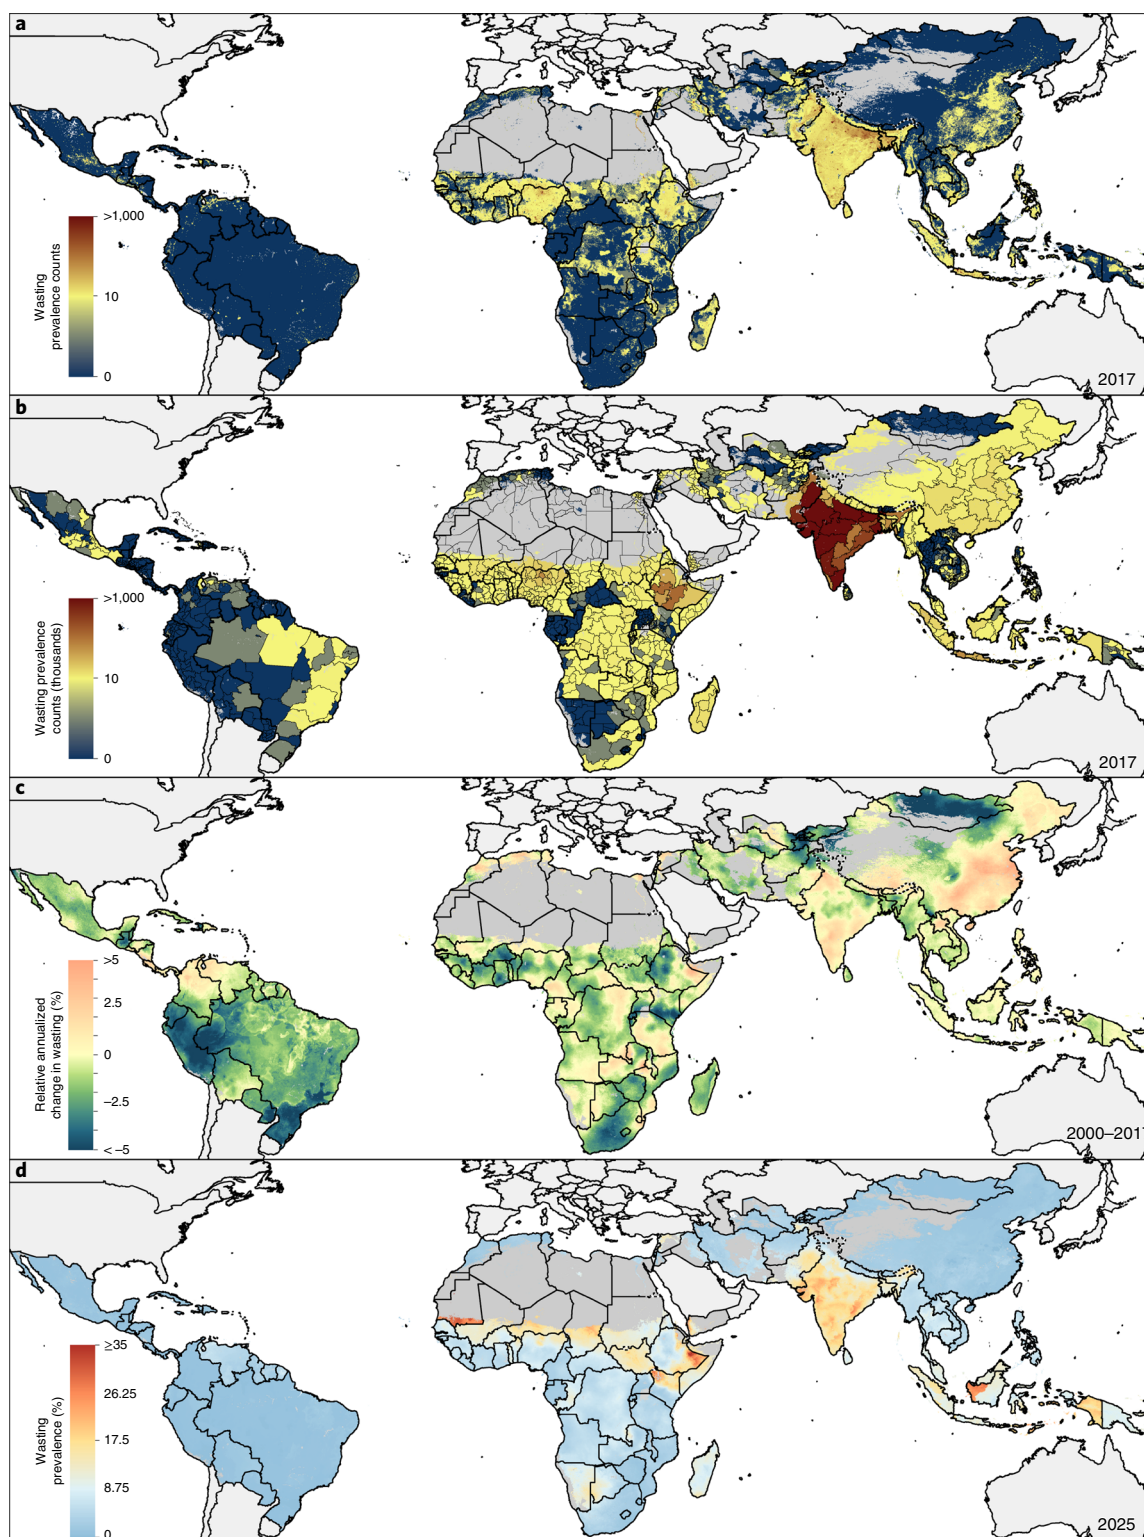 a
Wasting
prevalence counts
>1,000
10
0
2017
b
Wasting prevalence
counts (thousands)
>1,000
10
0
2017
c
Relative annualized
change in wasting (%)
>5
2.5
0
−2.5
< −5
2000–2017
d
Wasting
prevalence (%)
≥35
26.25
17.5
8.75
0
2025